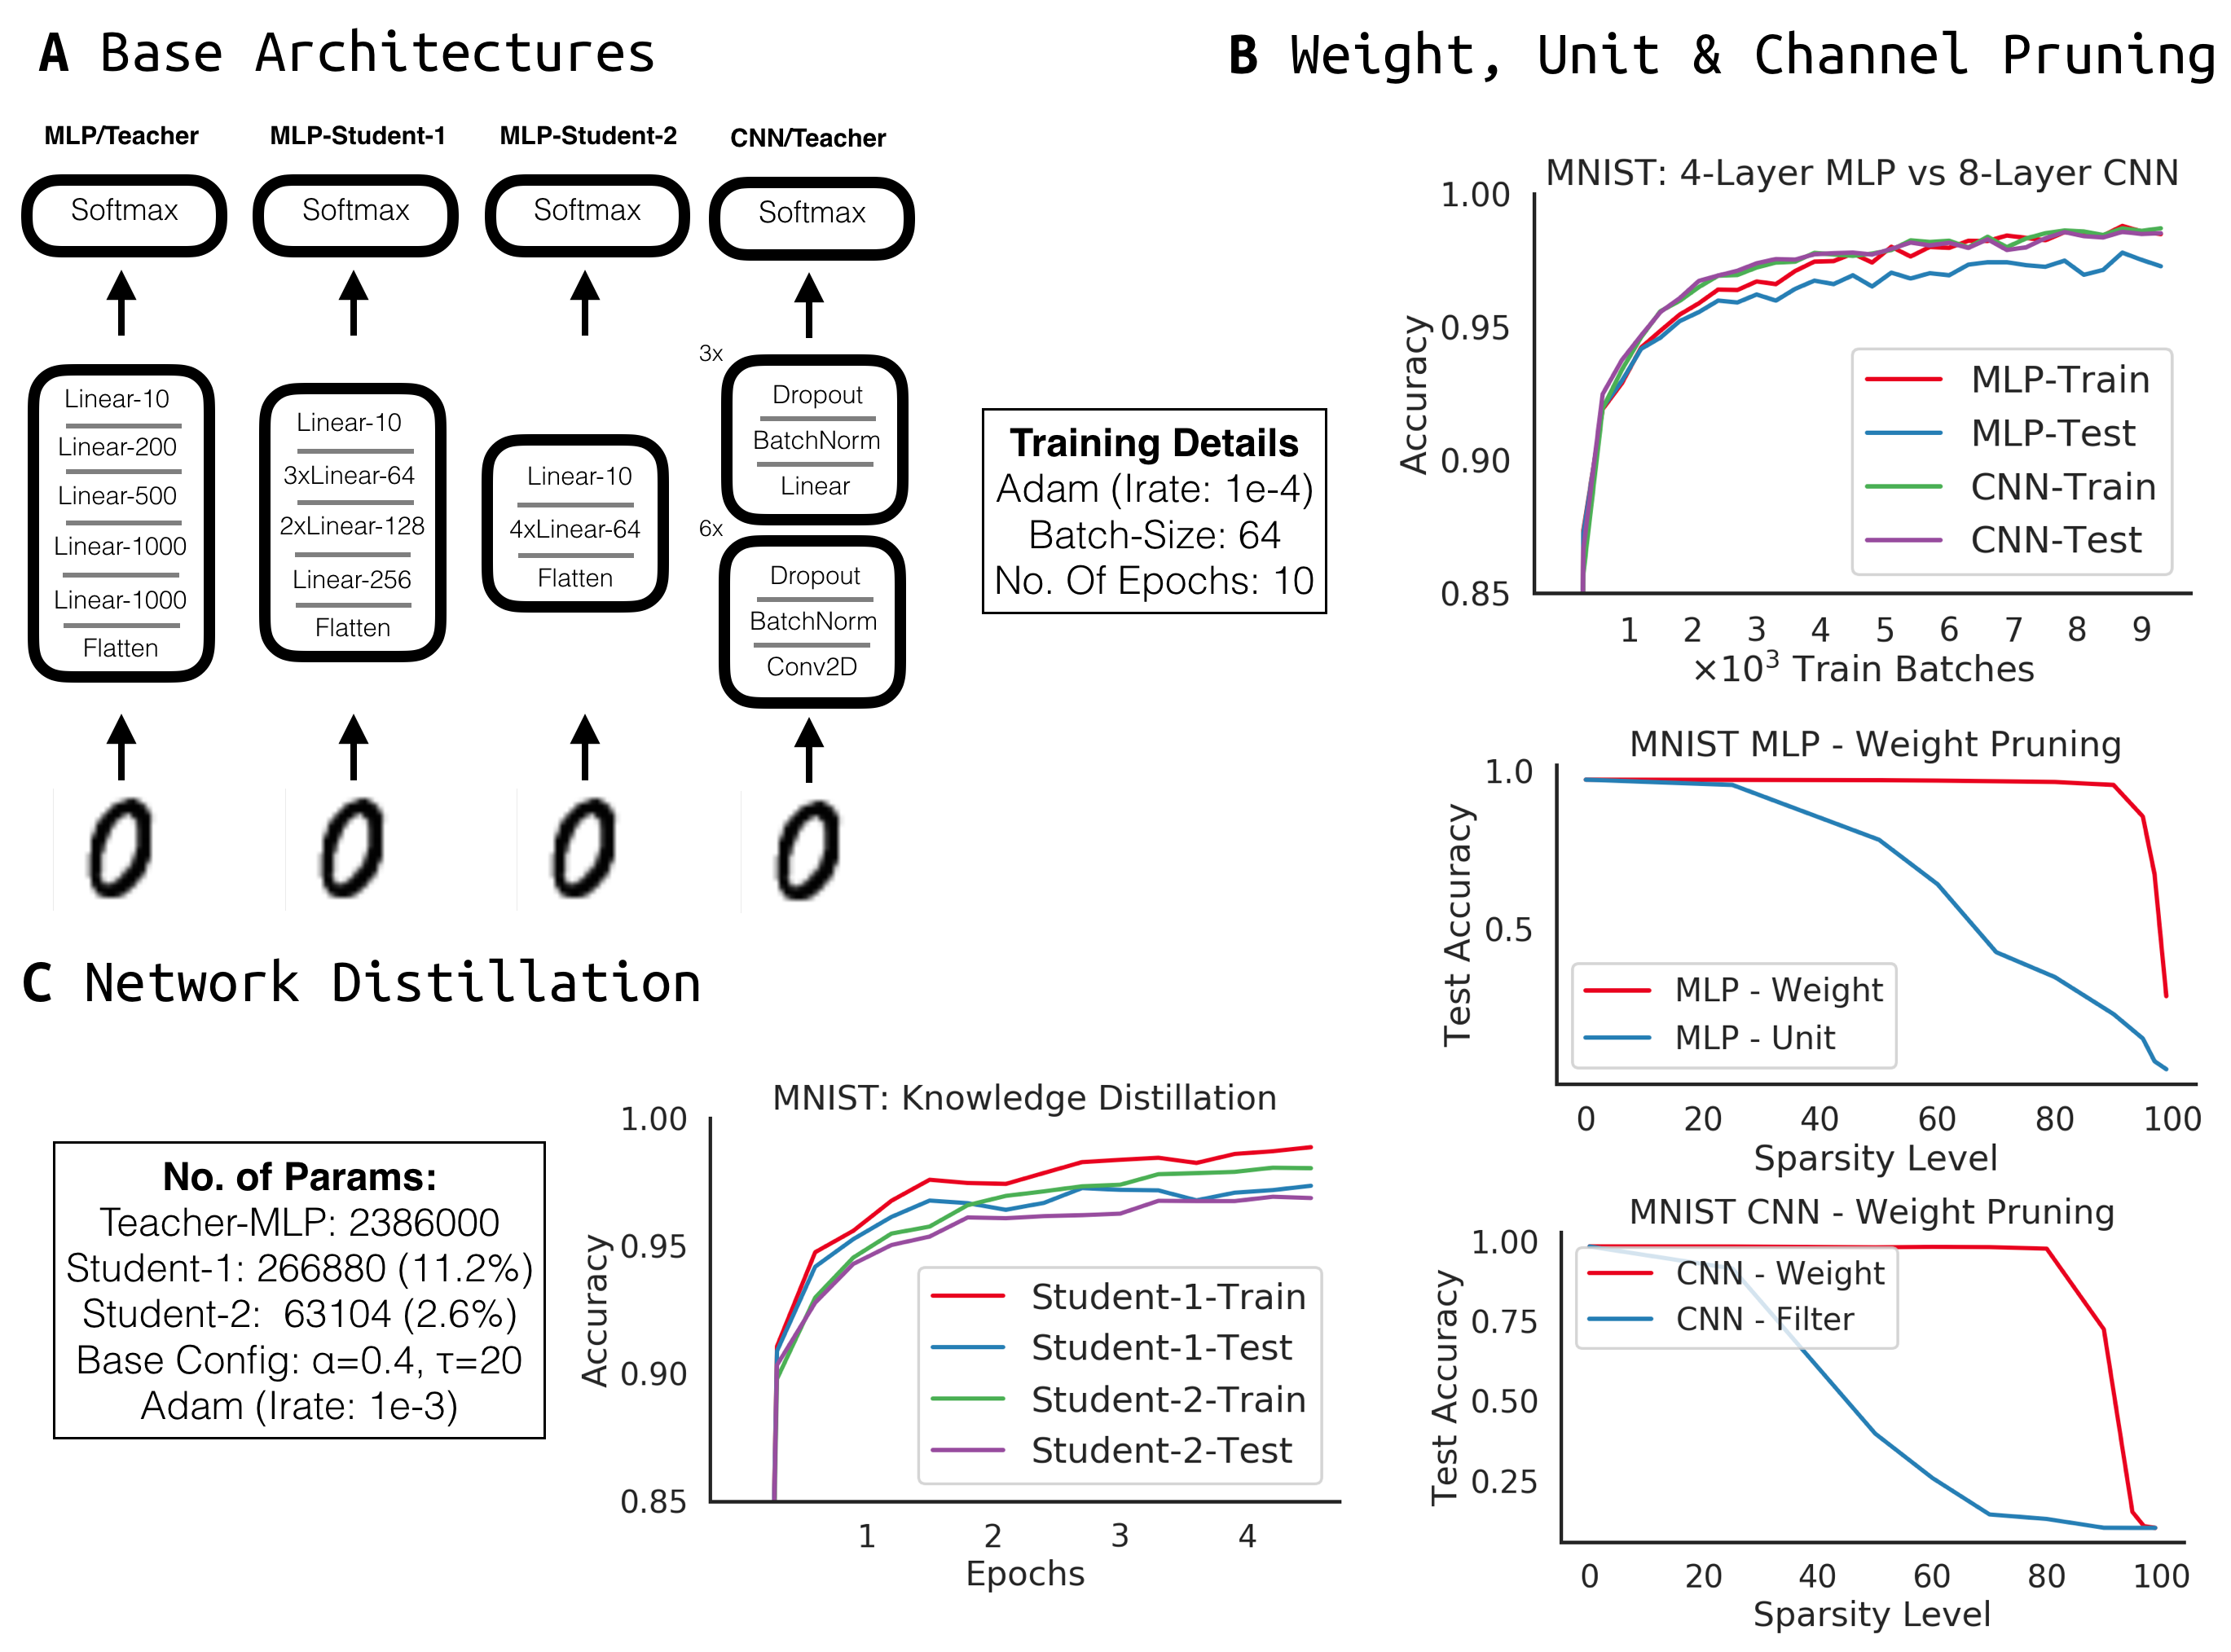 A Base Architectures
MLP/Teacher
Softmax
Linear-10
Linear-200
Linear-500
Linear-1000
Linear-1000
Flatten
MLP-Student-1
Softmax
Linear-10
3xLinear-64
2xLinear-128
Linear-256
Flatten
MLP-Student-2
Softmax
Linear-10
4xLinear-64
Flatten
CNN/Teacher
Softmax
3x
Dropout
BatchNorm
Linear
6x
Dropout
BatchNorm
Conv2D
0
0
0
0
Training Details
Adam (lrate: 1e-4)
Batch-Size: 64
No. Of Epochs: 10
B Weight, Unit & Channel Pruning
MNIST: 4-Layer MLP vs 8-Layer CNN
Accuracy
1.00
0.95
0.90
0.85
MLP-Train
MLP-Test
CNN-Train
CNN-Test
1 2 3 4 5 6 7 8 9
×10³ Train Batches
MNIST MLP - Weight Pruning
Test Accuracy
1.0
0.5
MLP - Weight
MLP - Unit
0 20 40 60 80 100
Sparsity Level
MNIST CNN - Weight Pruning
Test Accuracy
1.00
0.75
0.50
0.25
CNN - Weight
CNN - Filter
0 20 40 60 80 100
Sparsity Level
C Network Distillation
No. of Params:
Teacher-MLP: 2386000
Student-1: 266880 (11.2%)
Student-2: 63104 (2.6%)
Base Config: α=0.4, τ=20
Adam (lrate: 1e-3)
MNIST: Knowledge Distillation
Accuracy
1.00
0.95
0.90
0.85
Student-1-Train
Student-1-Test
Student-2-Train
Student-2-Test
1 2 3 4
Epochs